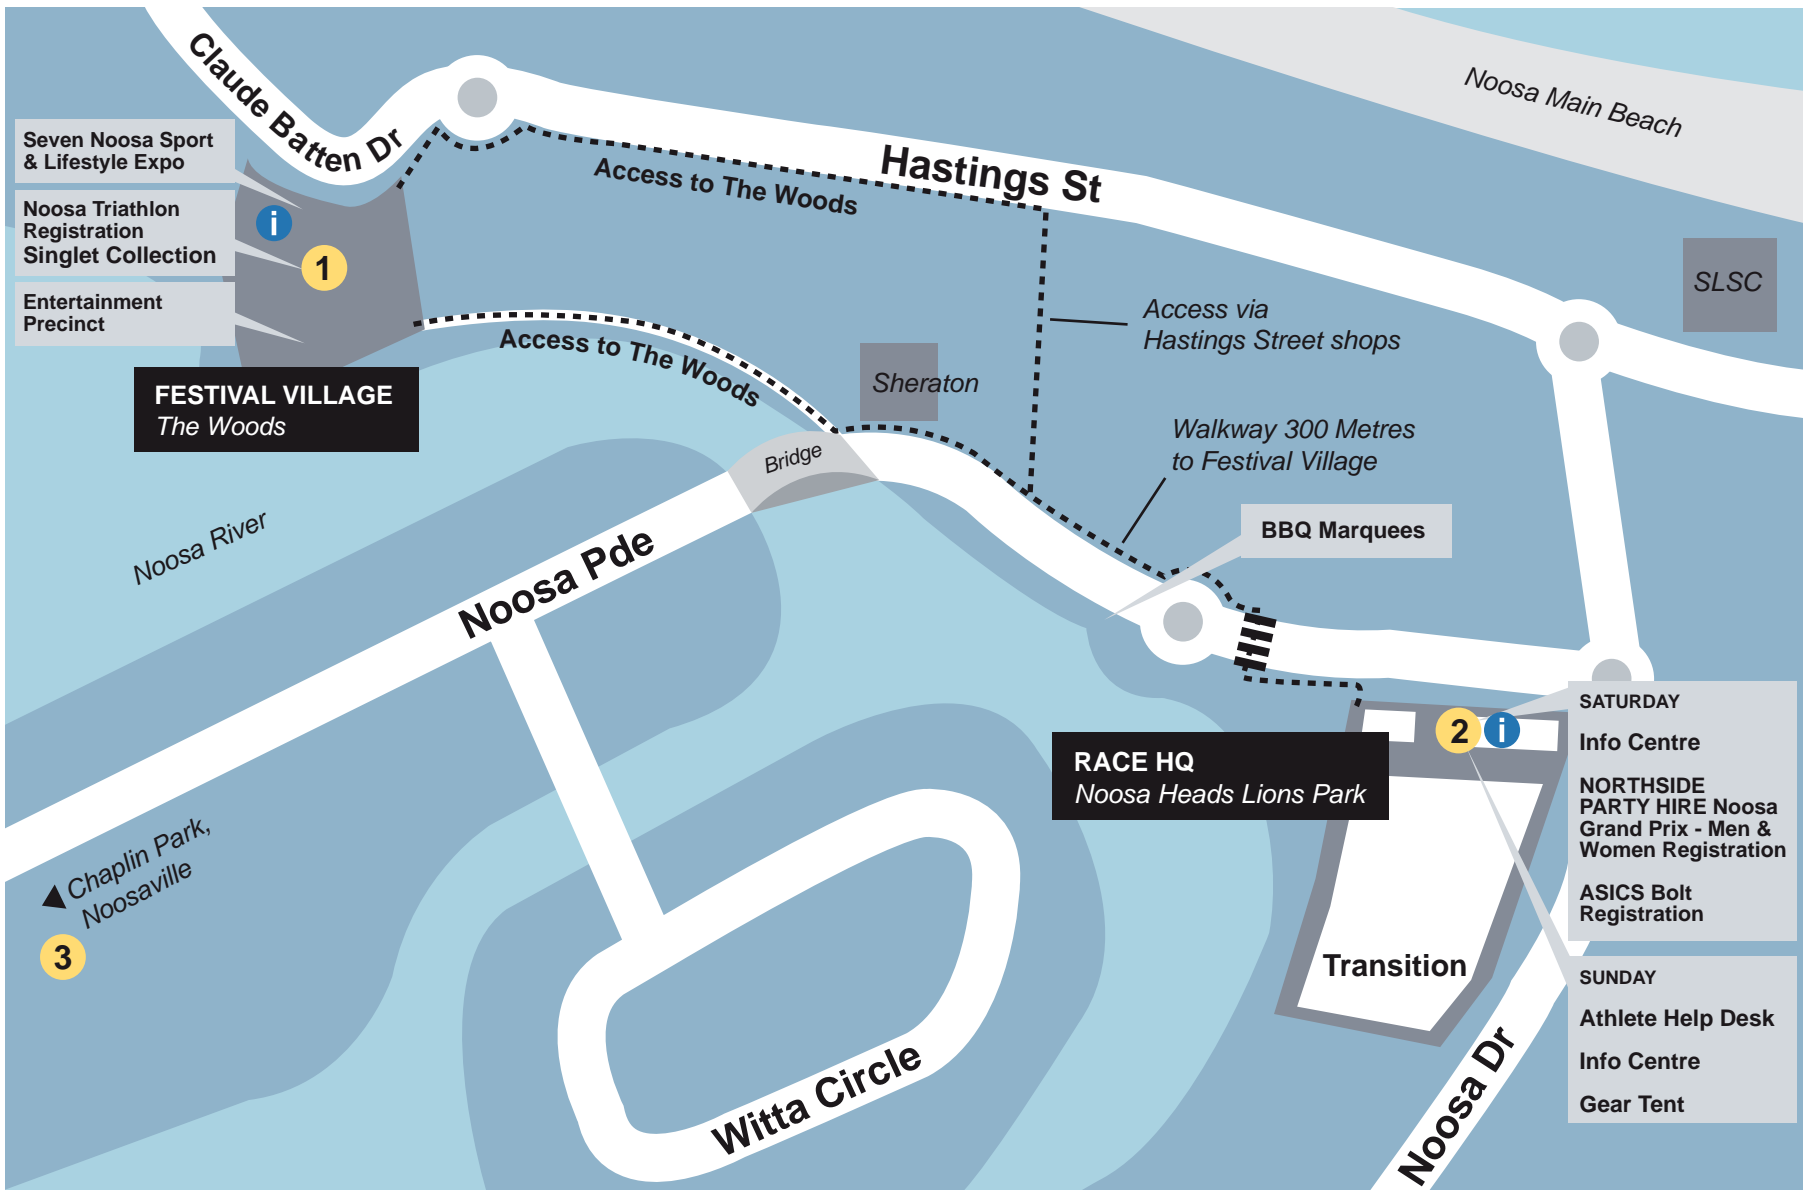 Claude Batten Dr
Noosa Main Beach
Seven Noosa Sport
& Lifestyle Expo
Hastings St
Access to The Woods
Noosa Triathlon
Registration
Singlet Collection
i
1
SLSC
Entertainment
Precinct
Access via
Hastings Street shops
Access to The Woods
Sheraton
FESTIVAL VILLAGE
The Woods
Walkway 300 Metres
to Festival Village
Bridge
BBQ Marquees
Noosa River
Noosa Pde
SATURDAY
Info Centre
NORTHSIDE
PARTY HIRE Noosa
Grand Prix - Men &
Women Registration
ASICS Bolt
Registration
2
i
RACE HQ
Noosa Heads Lions Park
Chaplin Park,
Noosaville
3
Transition
SUNDAY
Athlete Help Desk
Info Centre
Gear Tent
Witta Circle
Noosa Dr